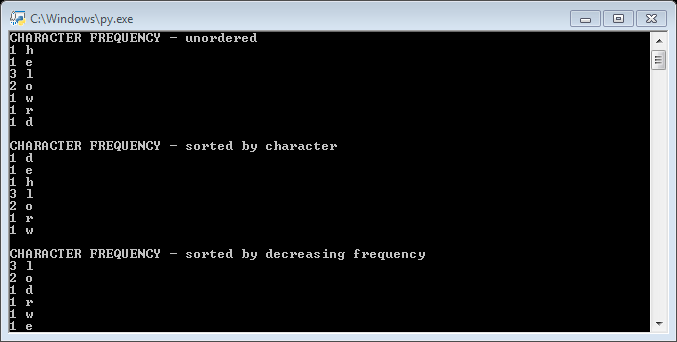 C:\Windows\py.exe
CHARACTER FREQUENCY - unordered
1 h
1 e
3 l
2 o
1 w
1 r
1 d
CHARACTER FREQUENCY - sorted by character
1 d
1 e
1 h
3 l
2 o
1 r
1 w
CHARACTER FREQUENCY - sorted by decreasing frequency
3 l
2 o
1 d
1 r
1 w
1 e